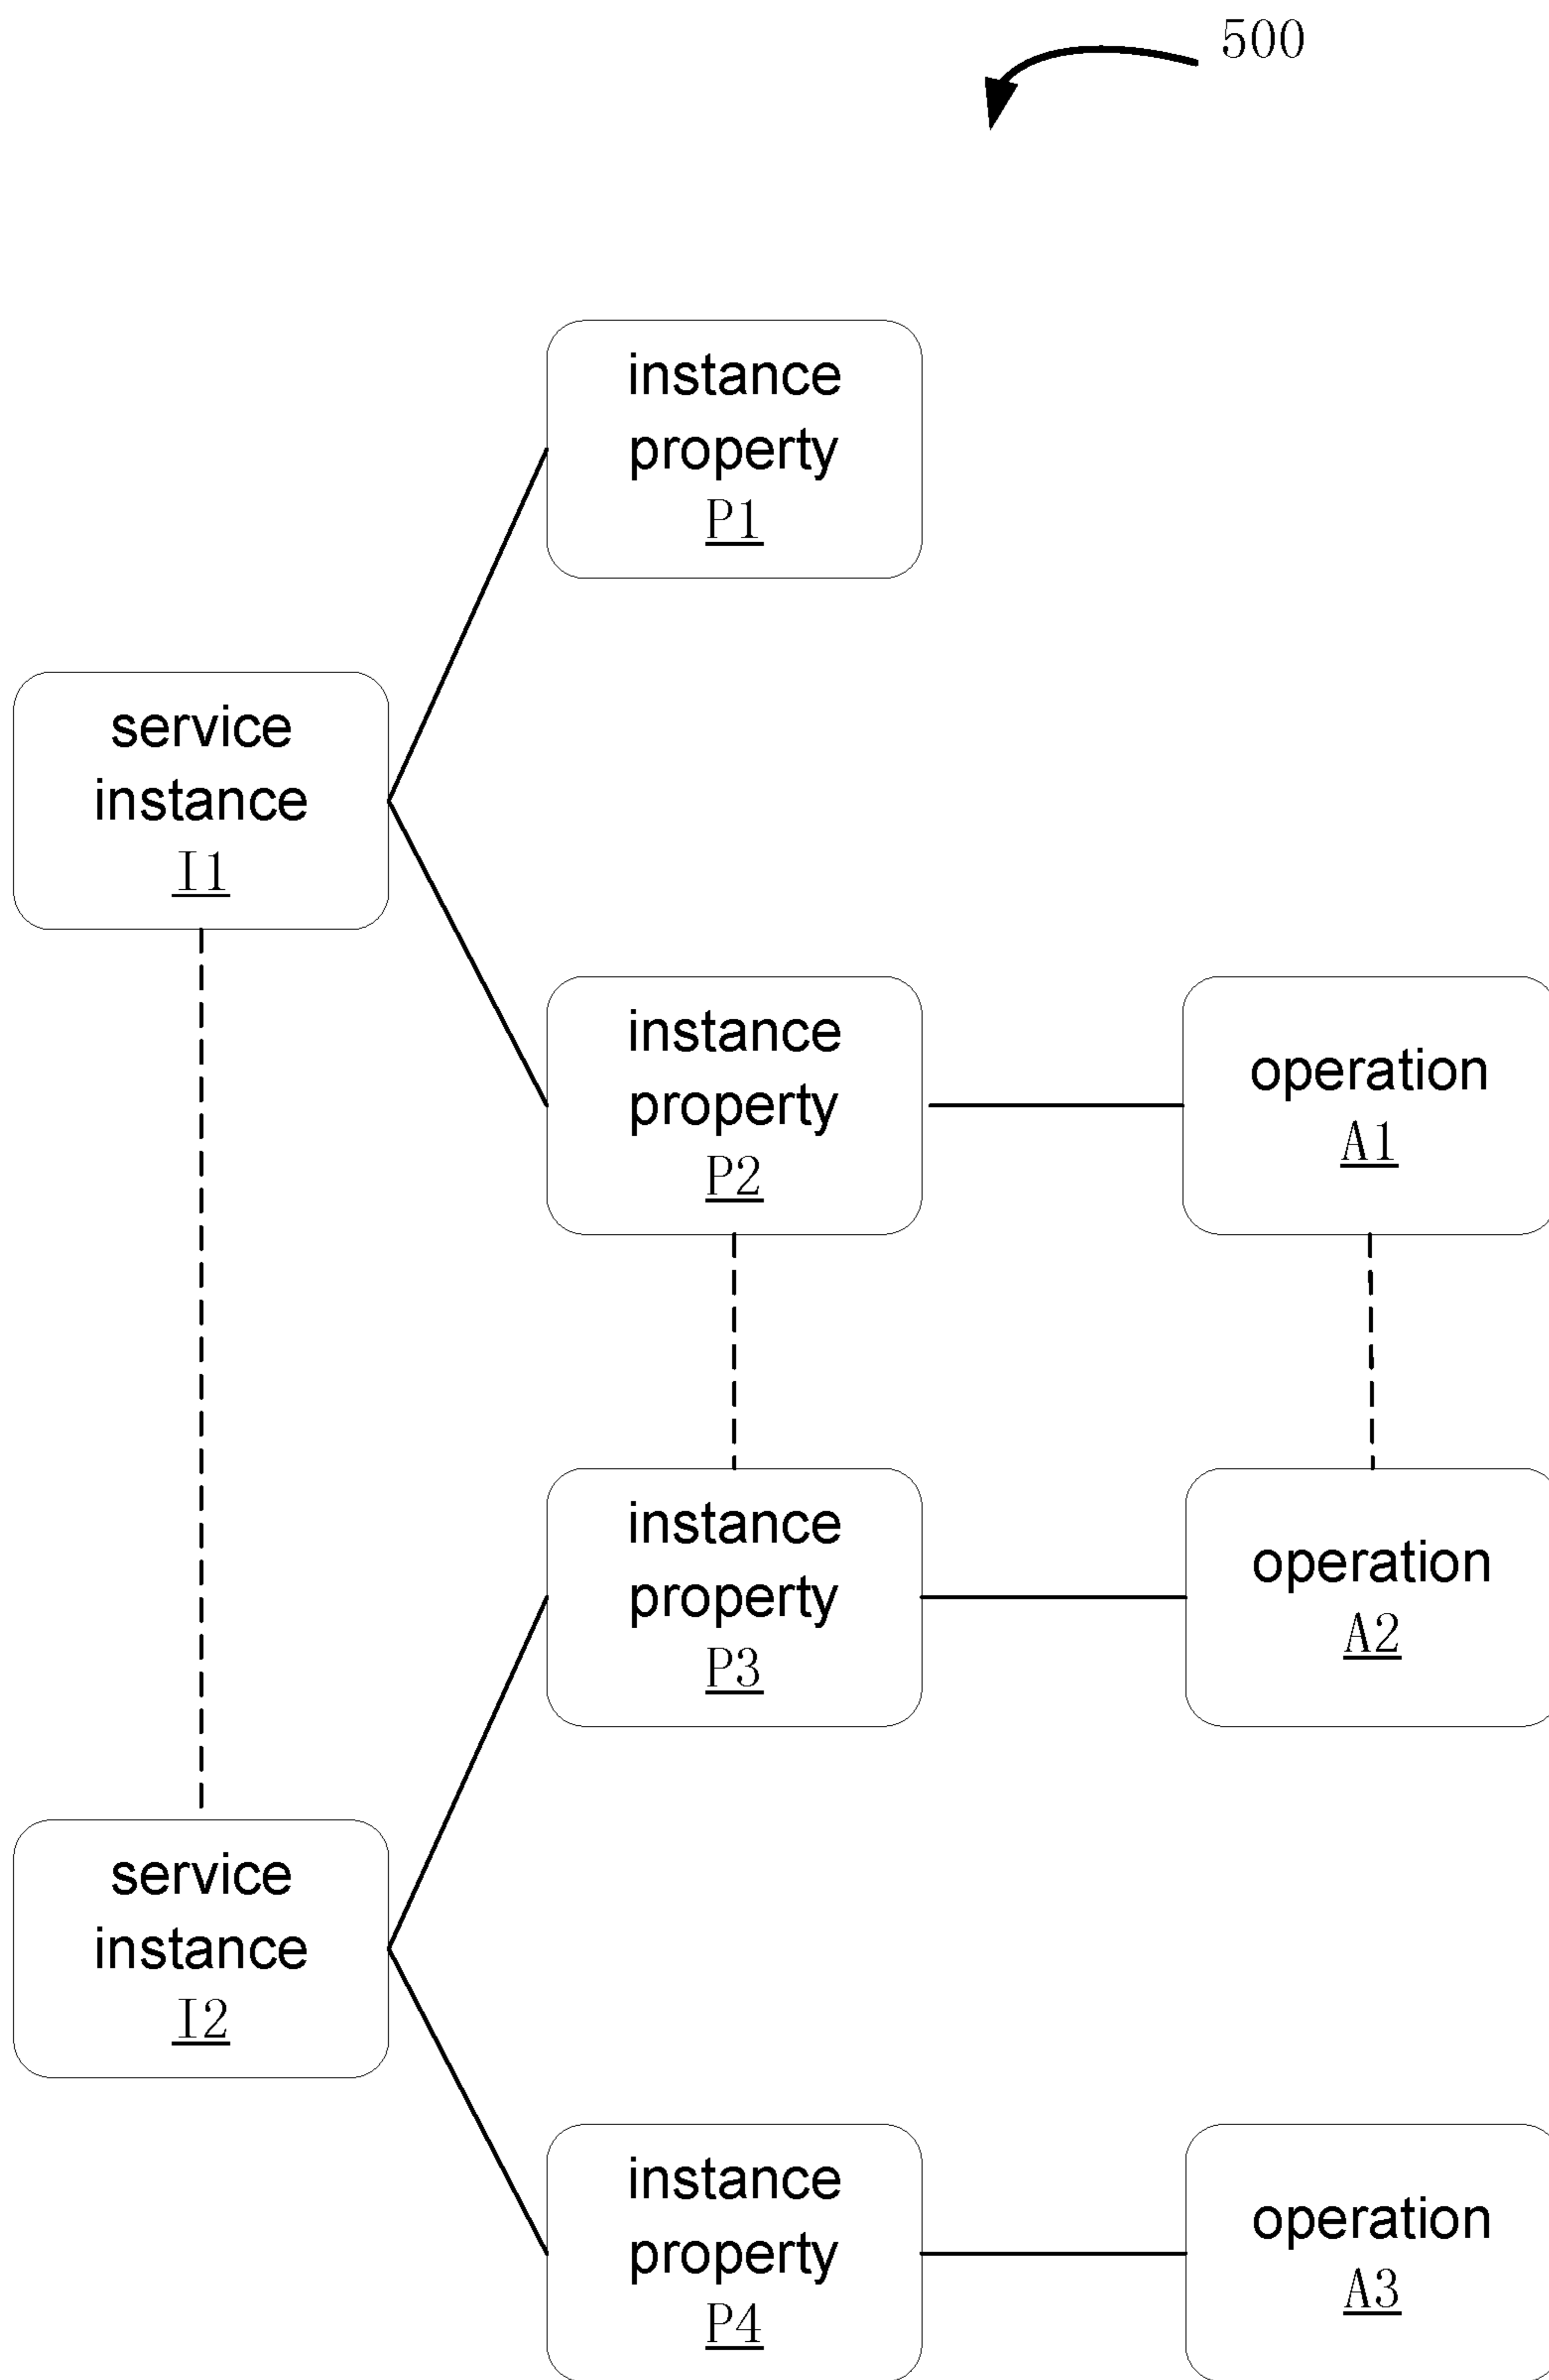 500
instance
property
P1
service
instance
I1
instance
property
P2
operation
A1
instance
property
P3
operation
A2
service
instance
I2
instance
property
P4
operation
A3